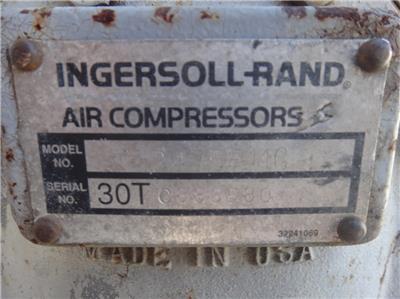 INGERSOLL-RAND®
AIR COMPRESSORS
MODEL NO.
SERIAL NO. 30T
32241069
MADE IN USA